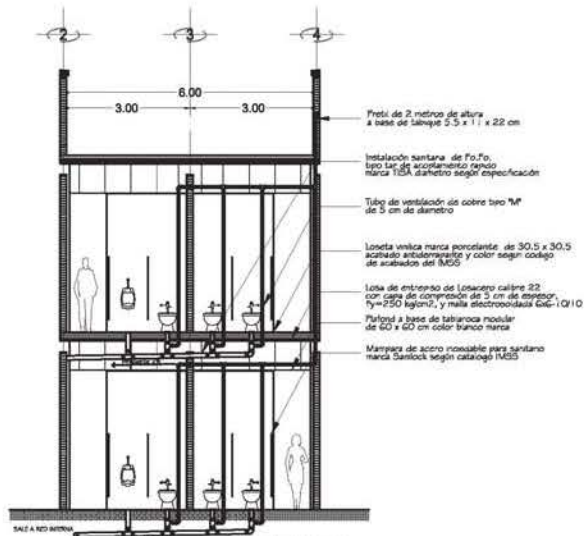 2 3 4
6.00
3.00 3.00
Pretil de 2 metros de altura
a base de tabique 5.5 x 11 x 22 cm
Instalación sanitaria de Fo.Fo.
tipo tar de acoplamiento rapido
marca TISA diametro según especificación
Tubo de ventilación de cobre tipo "M"
de 5 cm de diametro
Loseta vinilica marca porcelanite de 30.5 x 30.5
acabado antiderrapante y color segun codigo
de acabados del IMSS
Losa de entrepiso de Losacero calibre 22
con capa de compresión de 5 cm de espesor,
Fy=250 kg/cm2, y malla electrosoldada 6x6-10/10
Plafond a base de tablaroca modular
de 60 x 60 cm color blanco marca
Mampara de acero inoxidable para sanitario
marca Sanilock según catalogo IMSS
SALE A RED INTERNA